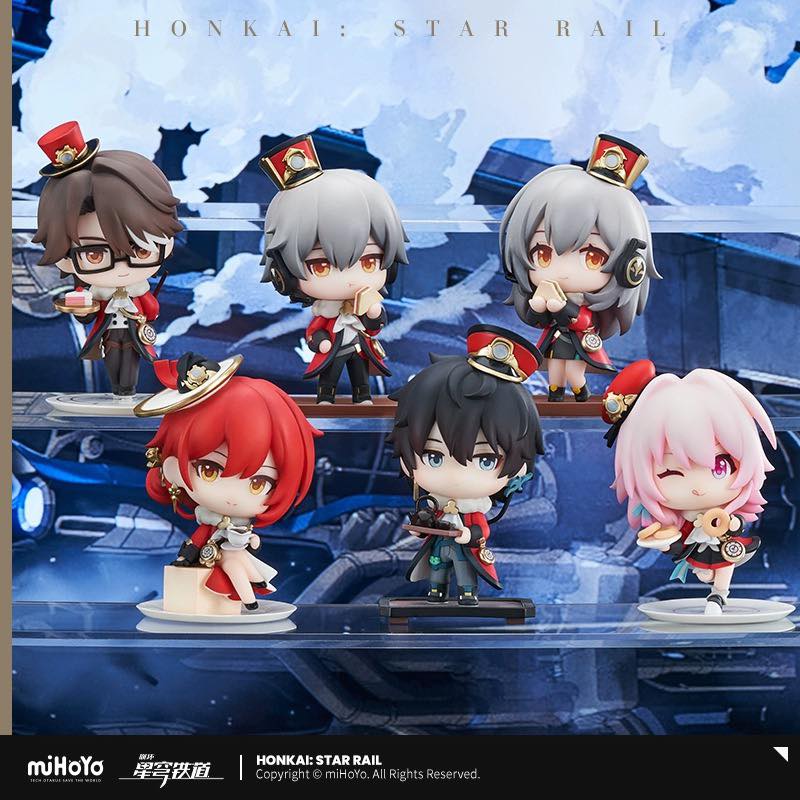 HONKAI: STAR RAIL
miHoYo
TECH OTAKUS SAVE THE WORLD
崩坏
星穹铁道
HONKAI: STAR RAIL
Copyright © miHoYo. All Rights Reserved.